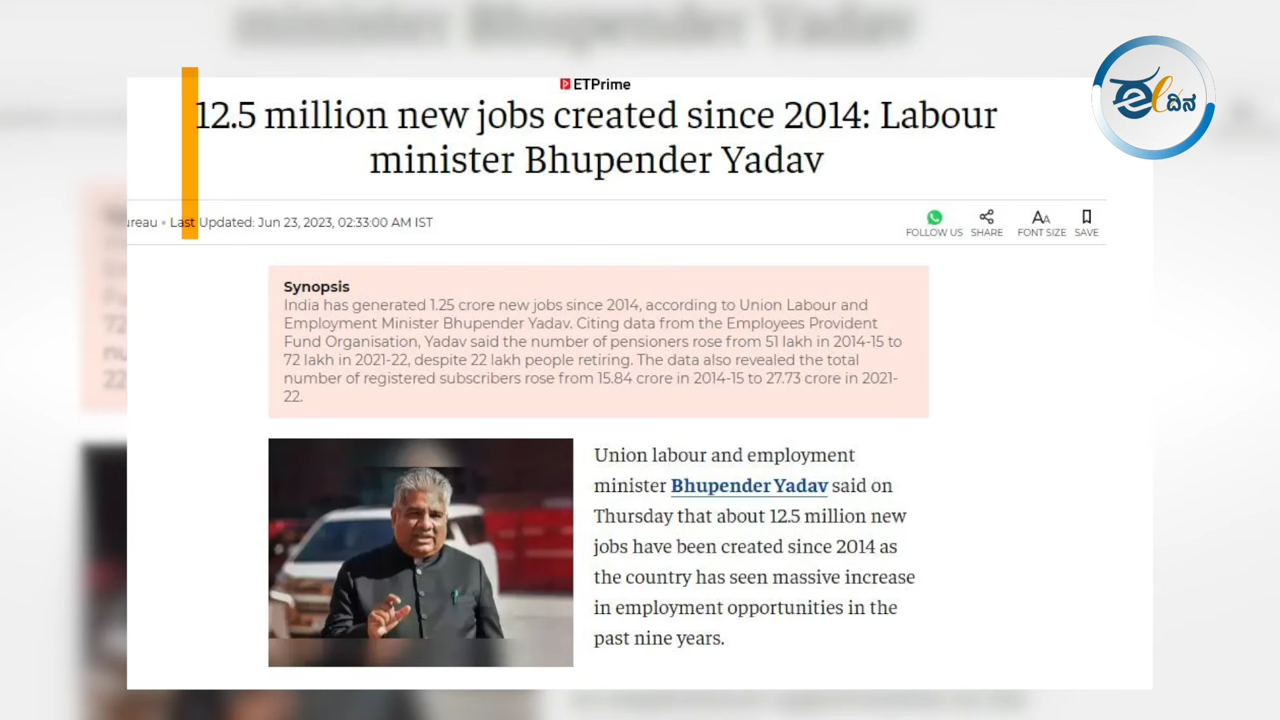 minister Bhupender Yadav
ETPrime
12.5 million new jobs created since 2014: Labour
minister Bhupender Yadav
ಈದಿನ
ureau • Last Updated: Jun 23, 2023, 02:33:00 AM IST
FOLLOW US SHARE FONT SIZE SAVE
Synopsis
India has generated 1.25 crore new jobs since 2014, according to Union Labour and
Employment Minister Bhupender Yadav. Citing data from the Employees Provident
Fund Organisation, Yadav said the number of pensioners rose from 51 lakh in 2014-15 to
72 lakh in 2021-22, despite 22 lakh people retiring. The data also revealed the total
number of registered subscribers rose from 15.84 crore in 2014-15 to 27.73 crore in 2021-
22.
Union labour and employment
minister Bhupender Yadav said on
Thursday that about 12.5 million new
jobs have been created since 2014 as
the country has seen massive increase
in employment opportunities in the
past nine years.